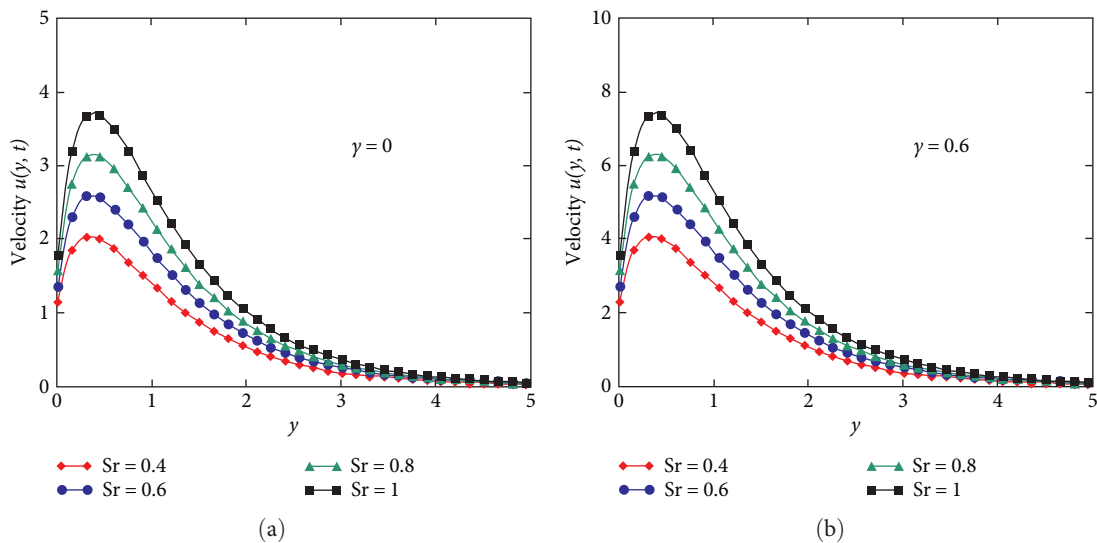 5
4
3
2
1
0
Velocity u(y, t)
γ = 0
0 1 2 3 4 5
y
Sr = 0.4
Sr = 0.6
Sr = 0.8
Sr = 1
(a)
10
8
6
4
2
0
Velocity u(y, t)
γ = 0.6
0 1 2 3 4 5
y
Sr = 0.4
Sr = 0.6
Sr = 0.8
Sr = 1
(b)